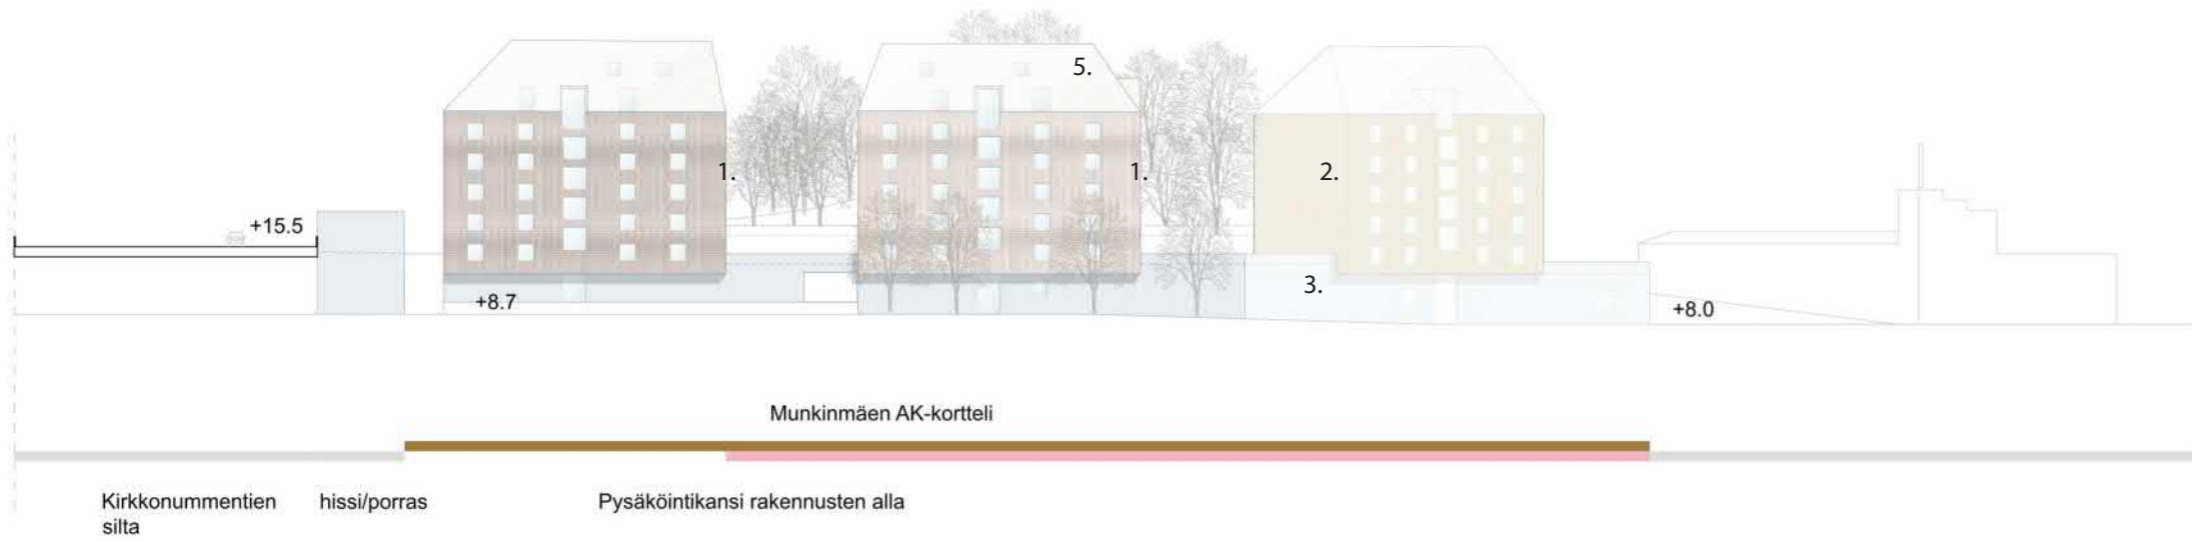 5.
1.
1.
2.
+15.5
3.
+8.7
+8.0
Munkinmäen AK-kortteli
Kirkkonummentien
silta
hissi/porras
Pysäköintikansi rakennusten alla